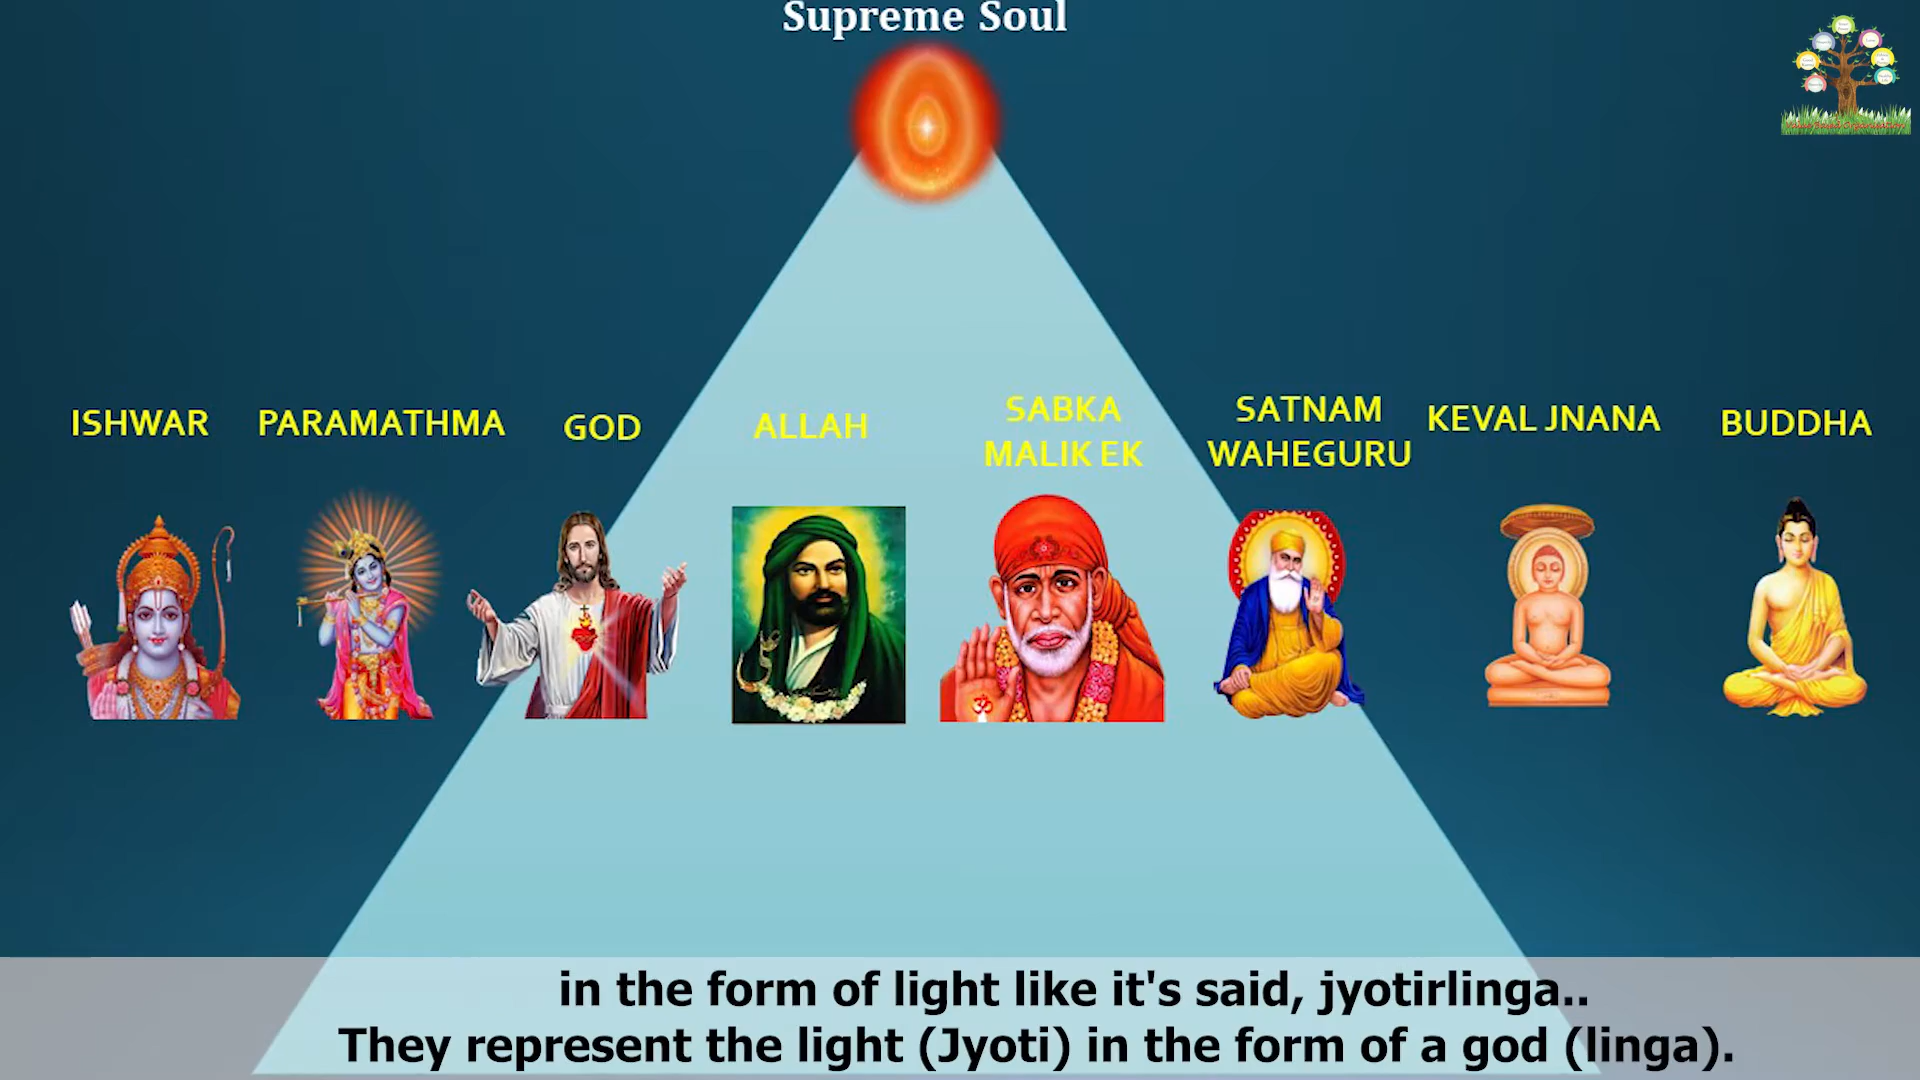 Supreme Soul
ISHWAR
PARAMATHMA
GOD
ALLAH
SABKA
MALIK EK
SATNAM
WAHEGURU
KEVAL JNANA
BUDDHA
in the form of light like it's said, jyotirlinga..
They represent the light (Jyoti) in the form of a god (linga).